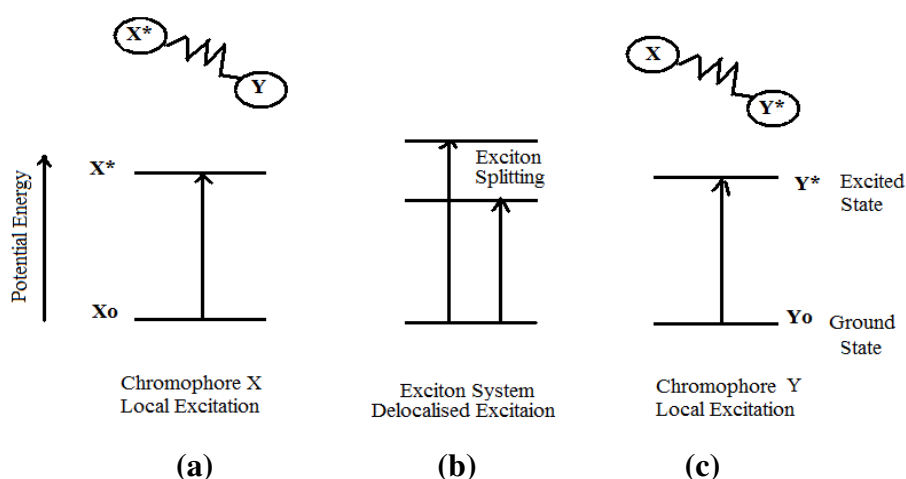 X*
Y
X
Y*
Potential Energy
X*
Xo
Exciton
Splitting
Y*
Excited
State
Yo
Ground
State
Chromophore X
Local Excitation
Exciton System
Delocalised Excitaion
Chromophore Y
Local Excitation
(a)
(b)
(c)